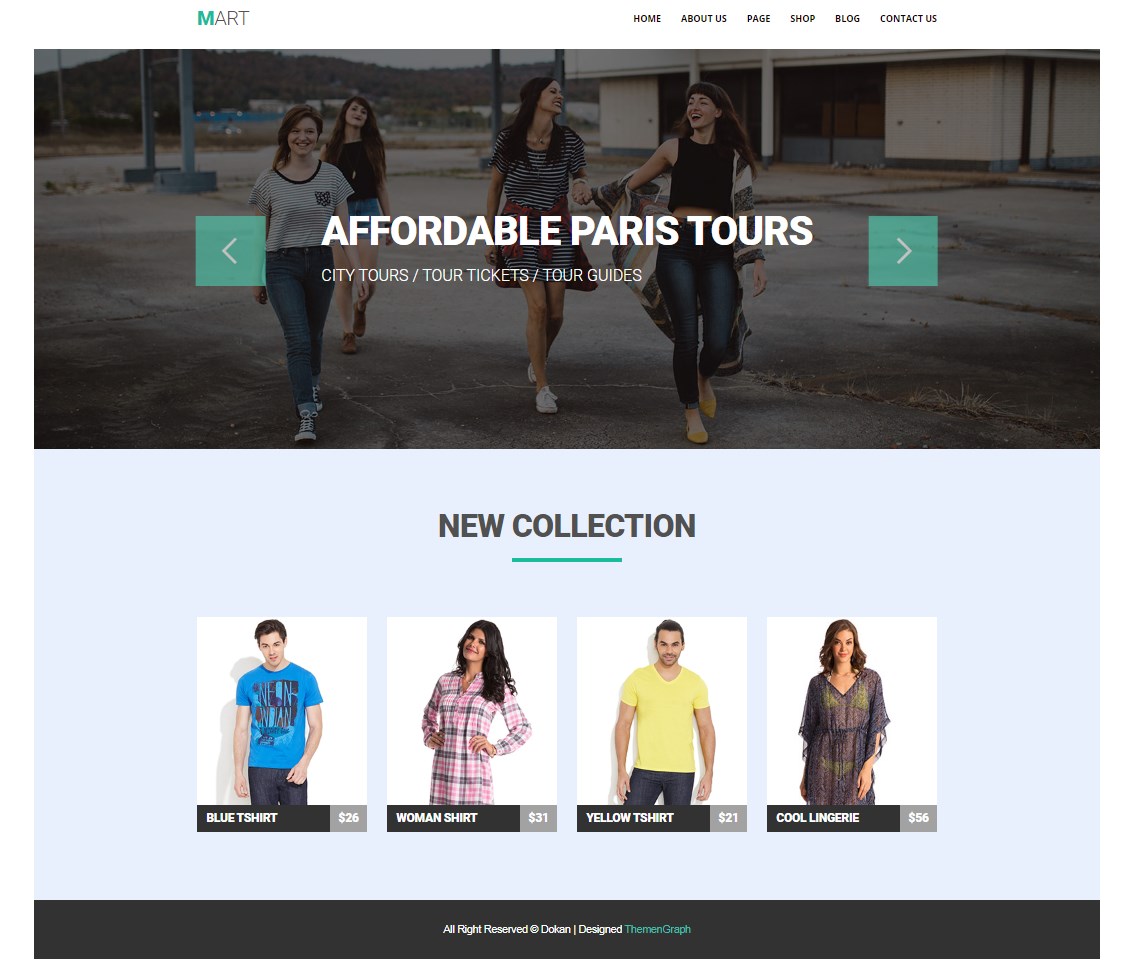 MART
HOME ABOUT US PAGE SHOP BLOG CONTACT US
AFFORDABLE PARIS TOURS
CITY TOURS / TOUR TICKETS / TOUR GUIDES
NEW COLLECTION
BLUE TSHIRT $26
WOMAN SHIRT $31
YELLOW TSHIRT $21
COOL LINGERIE $56
All Right Reserved © Dokan | Designed ThemenGraph